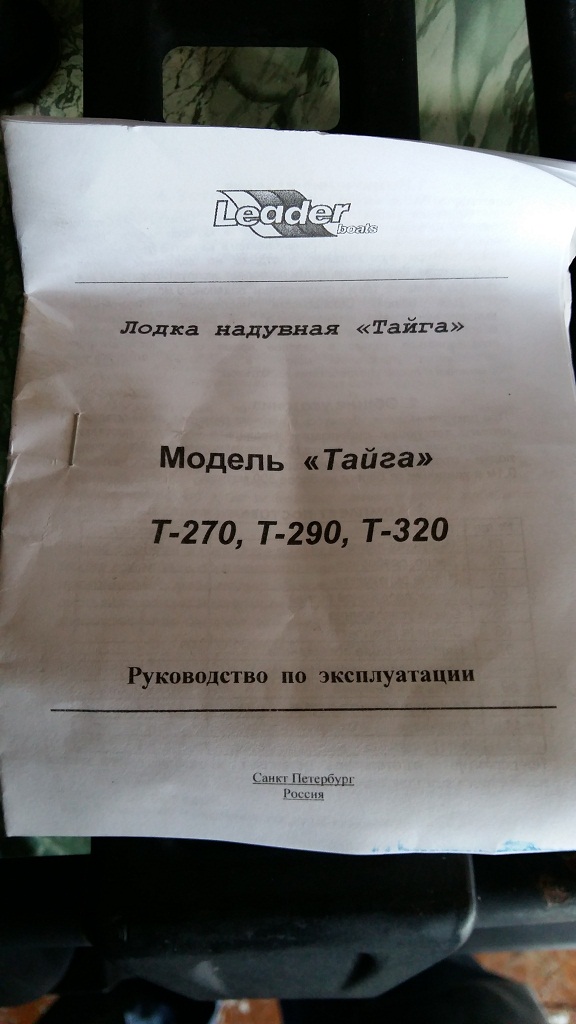 Leader
boats
Лодка надувная «Тайга»
Модель «Тайга»
Т-270, Т-290, Т-320
Руководство по эксплуатации
Санкт Петербург
Россия